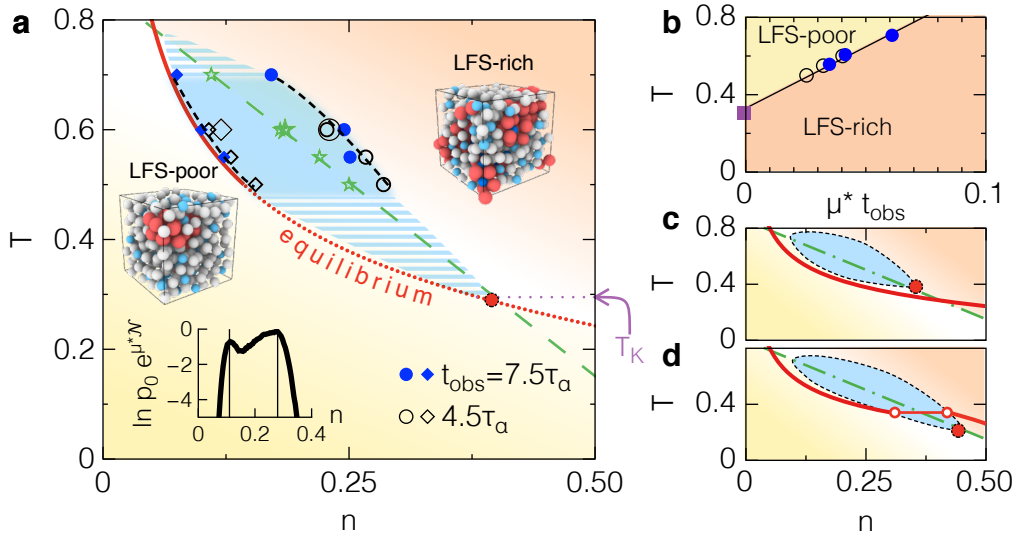 a
0.8
0.6
0.4
0.2
0
T
0
0.25
0.50
n
LFS-rich
LFS-poor
equilibrium
T_K
ln p_0 e^{μ*𝒩}
0
−2
−4
0
0.2
0.4
n
t_obs=7.5τ_α
4.5τ_α
b
0.8
0.4
0
T
LFS-poor
LFS-rich
0
0.1
μ* t_obs
c
0.8
0.4
0
T
d
0.4
0
T
0
0.25
0.50
n